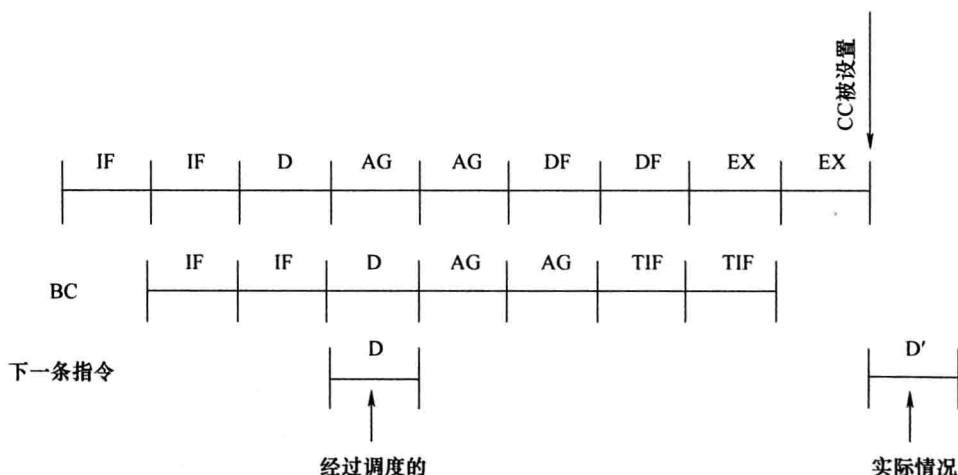 CC被设置
IF IF D AG AG DF DF EX EX
IF IF D AG AG TIF TIF
BC
D D′
下一条指令
经过调度的 实际情况